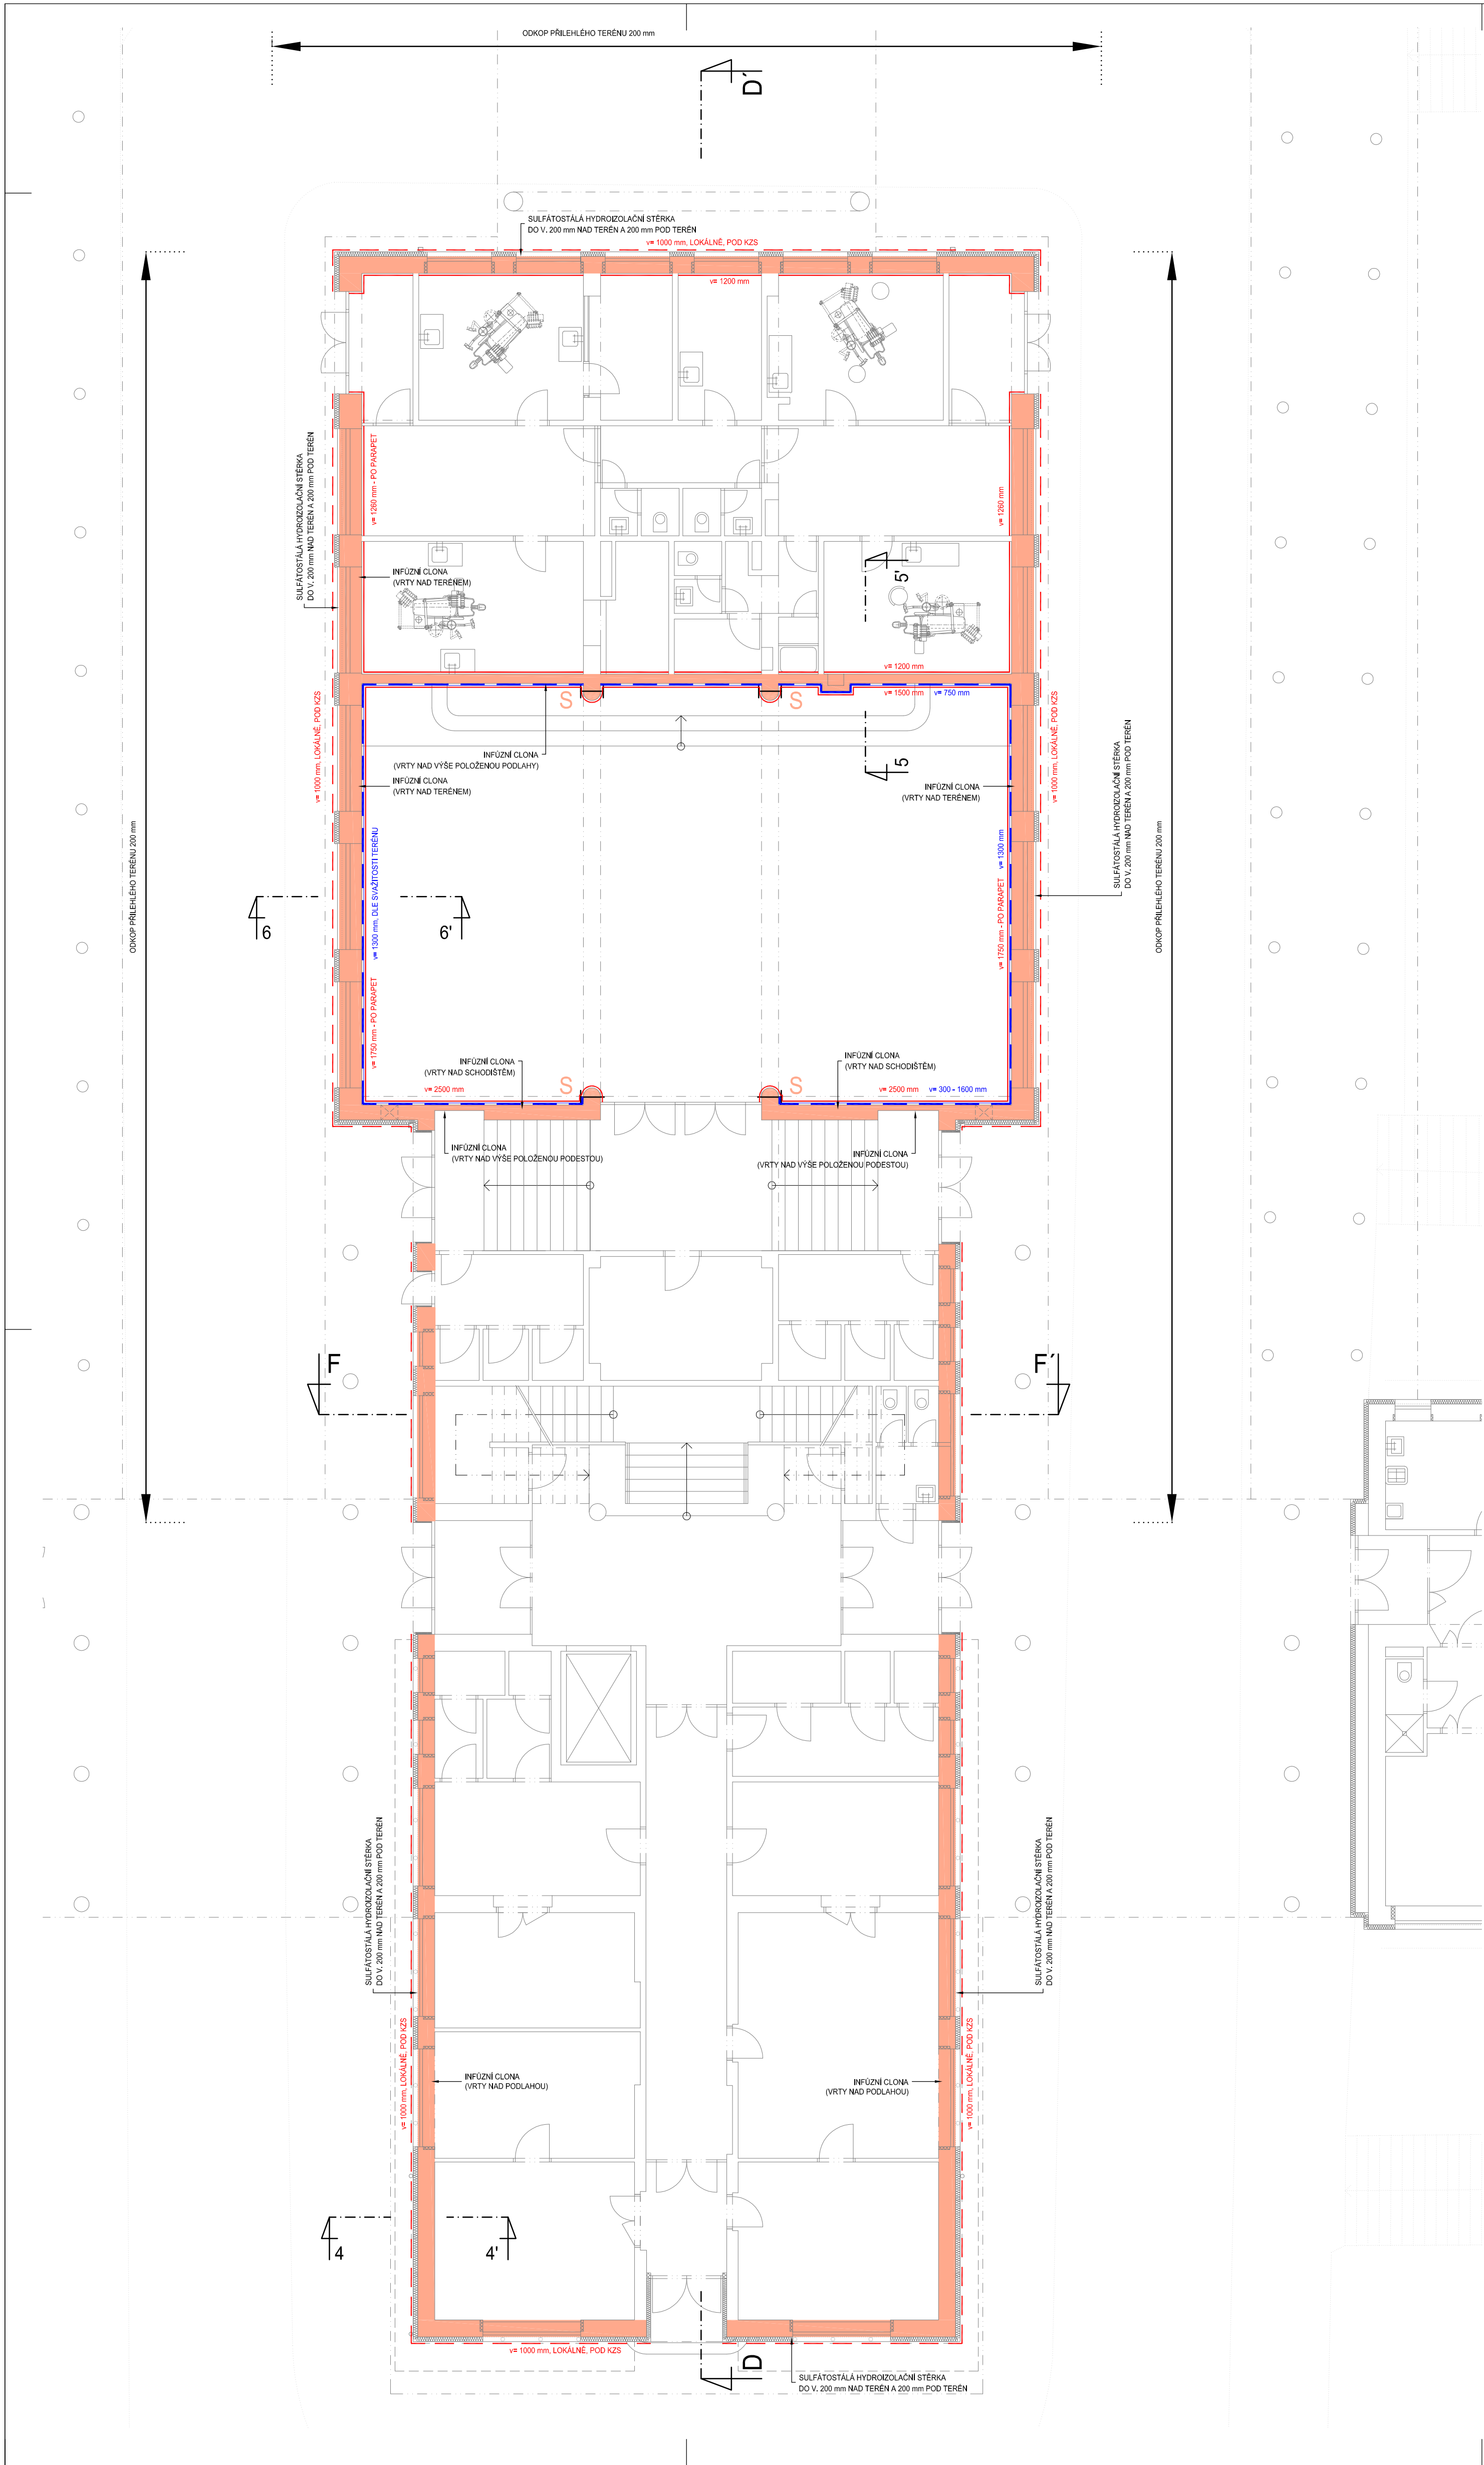 ODKOP PŘILEHLÉHO TERÉNU 200 mm
D´
SULFÁTOSTÁLÁ HYDROIZOLAČNÍ STĚRKA
DO V. 200 mm NAD TERÉN A 200 mm POD TERÉN
v= 1000 mm, LOKÁLNĚ, POD KZS
v= 1200 mm
SULFÁTOSTÁLÁ HYDROIZOLAČNÍ STĚRKA
DO V. 200 mm NAD TERÉN A 200 mm POD TERÉN
v= 1260 mm - PO PARAPET
v= 1260 mm
INFÚZNÍ CLONA
(VRTY NAD TERÉNEM)
5'
v= 1200 mm
v= 1500 mm
v= 750 mm
S
S
v= 1000 mm, LOKÁLNĚ, POD KZS
v= 1000 mm, LOKÁLNĚ, POD KZS
INFÚZNÍ CLONA
(VRTY NAD VÝŠE POLOŽENOU PODLAHY)
INFÚZNÍ CLONA
(VRTY NAD TERÉNEM)
5
INFÚZNÍ CLONA
(VRTY NAD TERÉNEM)
SULFÁTOSTÁLÁ HYDROIZOLAČNÍ STĚRKA
DO V. 200 mm NAD TERÉN A 200 mm POD TERÉN
ODKOP PŘILEHLÉHO TERÉNU 200 mm
v= 1300 mm, DLE SVAŽITOSTI TERÉNU
v= 1300 mm
ODKOP PŘILEHLÉHO TERÉNU 200 mm
6
6'
v= 1750 mm - PO PARAPET
v= 1750 mm - PO PARAPET
INFÚZNÍ CLONA
(VRTY NAD SCHODIŠTĚM)
INFÚZNÍ CLONA
(VRTY NAD SCHODIŠTĚM)
v= 2500 mm
S
S
v= 2500 mm
v= 300 - 1600 mm
INFÚZNÍ CLONA
(VRTY NAD VÝŠE POLOŽENOU PODESTOU)
INFÚZNÍ CLONA
(VRTY NAD VÝŠE POLOŽENOU PODESTOU)
F
F´
SULFÁTOSTÁLÁ HYDROIZOLAČNÍ STĚRKA
DO V. 200 mm NAD TERÉN A 200 mm POD TERÉN
SULFÁTOSTÁLÁ HYDROIZOLAČNÍ STĚRKA
DO V. 200 mm NAD TERÉN A 200 mm POD TERÉN
v= 1000 mm, LOKÁLNĚ, POD KZS
v= 1000 mm, LOKÁLNĚ, POD KZS
INFÚZNÍ CLONA
(VRTY NAD PODLAHOU)
INFÚZNÍ CLONA
(VRTY NAD PODLAHOU)
4
4'
v= 1000 mm, LOKÁLNĚ, POD KZS
D
SULFÁTOSTÁLÁ HYDROIZOLAČNÍ STĚRKA
DO V. 200 mm NAD TERÉN A 200 mm POD TERÉN